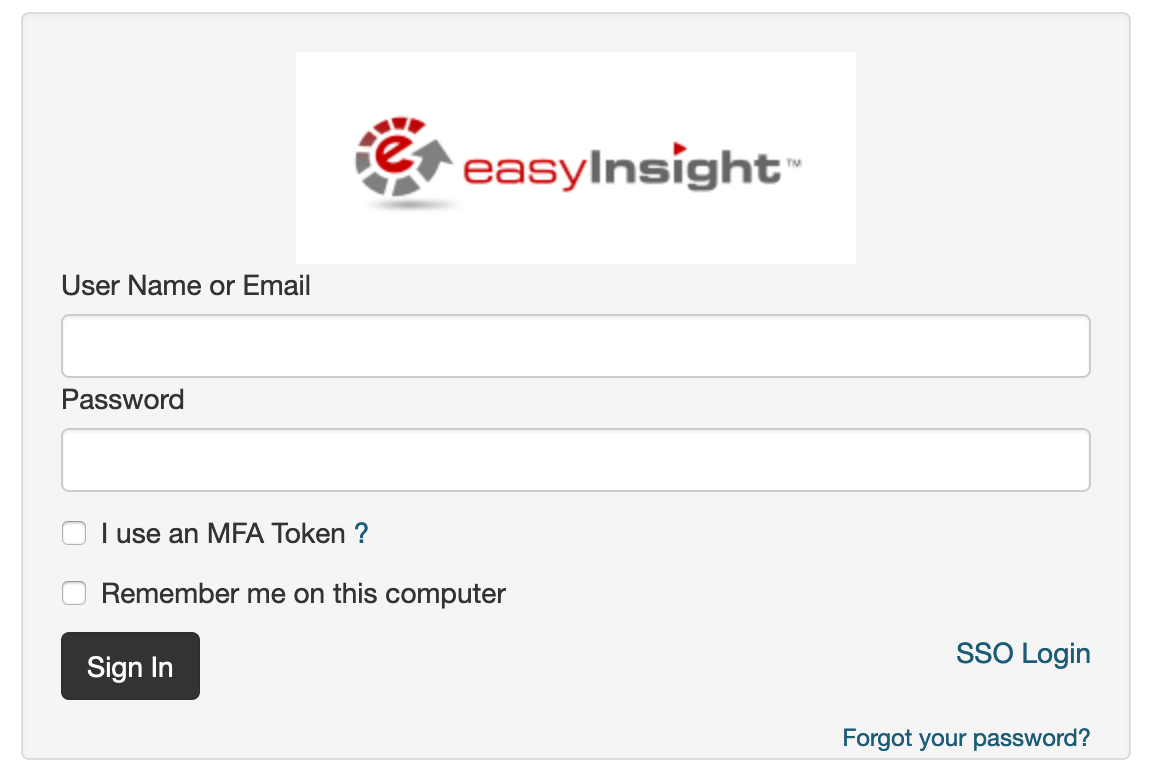 easyInsight™
User Name or Email
Password
I use an MFA Token ?
Remember me on this computer
Sign In
SSO Login
Forgot your password?